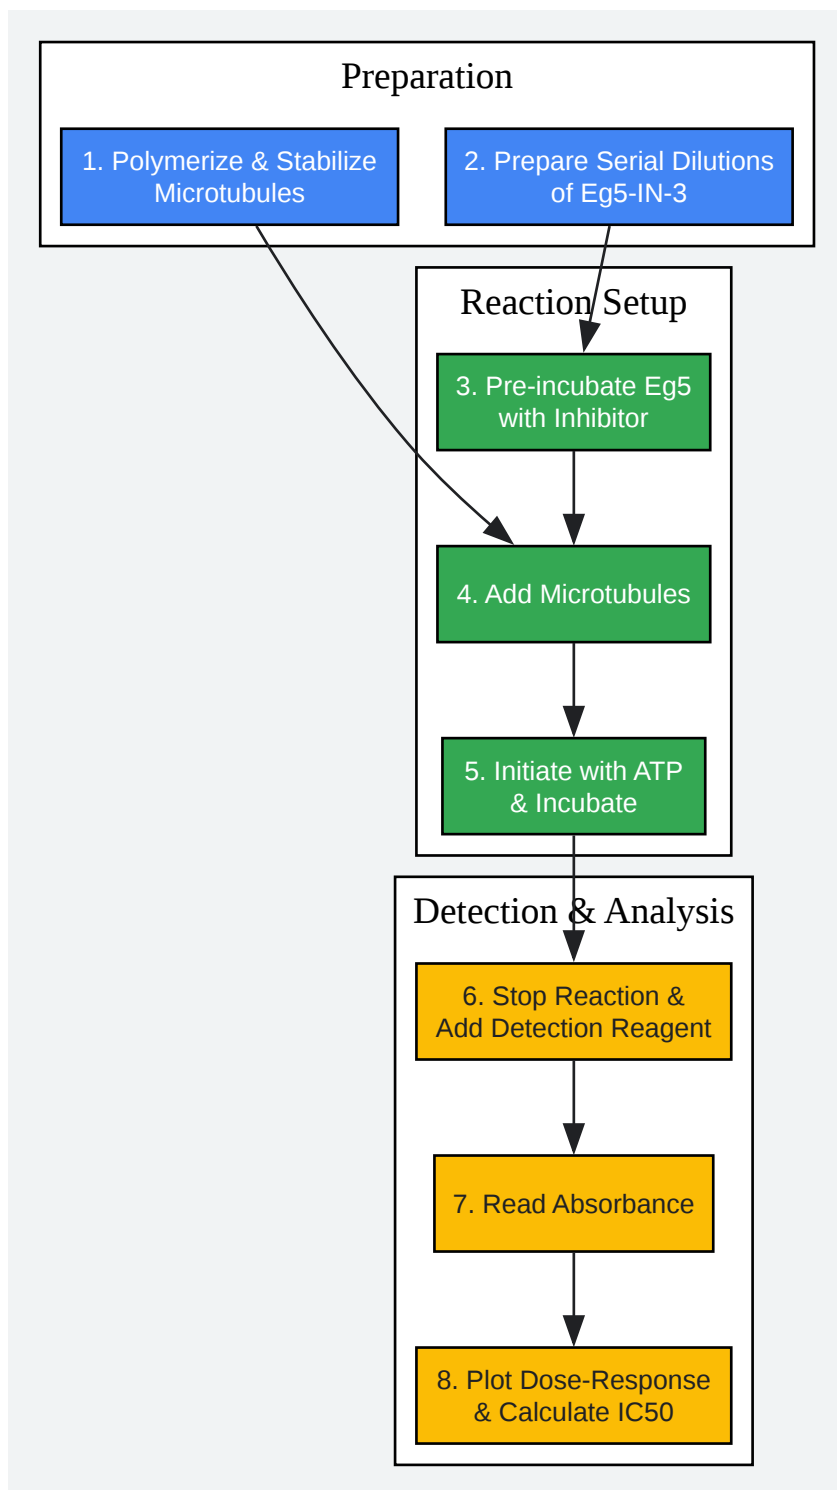 Preparation
1. Polymerize & Stabilize
Microtubules
2. Prepare Serial Dilutions
of Eg5-IN-3
Reaction Setup
3. Pre-incubate Eg5
with Inhibitor
4. Add Microtubules
5. Initiate with ATP
& Incubate
Detection & Analysis
6. Stop Reaction &
Add Detection Reagent
7. Read Absorbance
8. Plot Dose-Response
& Calculate IC50